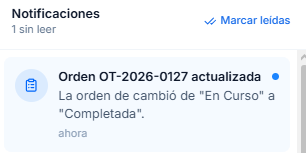 Notificaciones
1 sin leer
Marcar leídas
Orden OT-2026-0127 actualizada
La orden de cambió de "En Curso" a
"Completada".
ahora